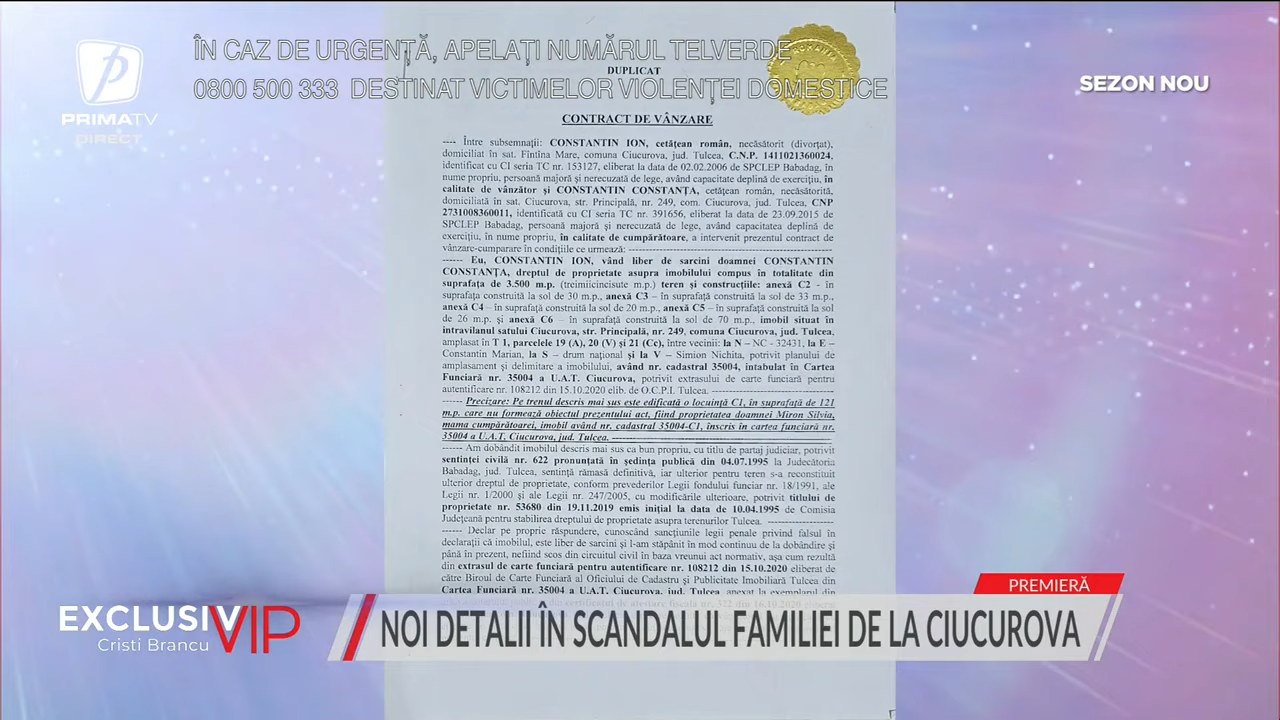 ÎN CAZ DE URGENȚĂ, APELAȚI NUMĂRUL TELVERDE
0800 500 333 DESTINAT VICTIMELOR VIOLENȚEI DOMESTICE
PRIMATV
DIRECT
SEZON NOU
ROMANIA
DUPLICAT
CONTRACT DE VÂNZARE
---- Între subsemnații: CONSTANTIN ION, cetățean român, necăsătorit (divorțat),
domiciliat în sat. Fîntîna Mare, comuna Ciucurova, jud. Tulcea, C.N.P. 1411021360024,
identificat cu CI seria TC nr. 153127, eliberat la data de 02.02.2006 de SPCLEP Babadag, în
nume propriu, persoană majoră și nerecuzată de lege, având capacitate deplină de exercițiu, în
calitate de vânzător și CONSTANTIN CONSTANȚA, cetățean român, necăsătorită,
domiciliată în sat. Ciucurova, str. Principală, nr. 249, com. Ciucurova, jud. Tulcea, CNP
2731008360011, identificată cu CI seria TC nr. 391656, eliberat la data de 23.09.2015 de
SPCLEP Babadag, persoană majoră și nerecuzată de lege, având capacitatea deplină de
exercițiu, în nume propriu, în calitate de cumpărătoare, a intervenit prezentul contract de
vânzare-cumparare în condițiile ce urmează: ----
------ Eu, CONSTANTIN ION, vând liber de sarcini doamnei CONSTANTIN
CONSTANȚA, dreptul de proprietate asupra imobilului compus în totalitate din
suprafața de 3.500 m.p. (treimiicincisute m.p.) teren și construcțiile: anexă C2 - în
suprafața construită la sol de 30 m.p., anexă C3 – în suprafață construită la sol de 33 m.p.,
anexă C4 – în suprafață construită la sol de 20 m.p., anexă C5 – în suprafață construită la sol
de 26 m.p. și anexă C6 – în suprafață construită la sol de 70 m.p., imobil situat în
intravilanul satului Ciucurova, str. Principală, nr. 249, comuna Ciucurova, jud. Tulcea,
amplasat în T 1, parcelele 19 (A), 20 (V) și 21 (Cc), între vecinii: la N – NC - 32431, la E –
Constantin Marian, la S – drum național și la V – Simion Nichita, potrivit planului de
amplasament și delimitare a imobilului, având nr. cadastral 35004, intabulat în Cartea
Funciară nr. 35004 a U.A.T. Ciucurova, potrivit extrasului de carte funciară pentru
autentificare nr. 108212 din 15.10.2020 elib. de O.C.P.I. Tulcea. ----
------ Precizare: Pe trenul descris mai sus este edificată o locuință C1, în suprafață de 121
m.p. care nu formează obiectul prezentului act, fiind proprietatea doamnei Miron Silvia,
mama cumpărătoarei, imobil având nr. cadastral 35004-C1, înscris în cartea funciară nr.
35004 a U.A.T. Ciucurova, jud. Tulcea. ----
------ Am dobândit imobilul descris mai sus ca bun propriu, cu titlu de partaj judiciar, potrivit
sentinței civilă nr. 622 pronunțată în ședința publică din 04.07.1995 la Judecătoria
Babadag, jud. Tulcea, sentință rămasă definitivă, iar ulterior pentru teren s-a reconstituit
ulterior dreptul de proprietate, conform prevederilor Legii fondului funciar nr. 18/1991, ale
Legii nr. 1/2000 și ale Legii nr. 247/2005, cu modificările ulterioare, potrivit titlului de
proprietate nr. 53680 din 19.11.2019 emis inițial la data de 10.04.1995 de Comisia
Județeană pentru stabilirea dreptului de proprietate asupra terenurilor Tulcea. ----
------ Declar pe proprie răspundere, cunoscând sancțiunile legii penale privind falsul în
declarații că imobilul, este liber de sarcini și l-am stăpânit în mod continuu de la dobândire și
până în prezent, nefiind scos din circuitul civil în baza vreunui act normativ, așa cum rezultă
din extrasul de carte funciară pentru autentificare nr. 108212 din 15.10.2020 eliberat de
către Biroul de Carte Funciară al Oficiului de Cadastru și Publicitate Imobiliară Tulcea din
Cartea Funciară nr. 35004 a U.A.T. Ciucurova, jud. Tulcea, anexat la exemplarul din
certificatul de atestare fiscală nr. 322 din 16.10.2020
PREMIERĂ
EXCLUSIV VIP
Cristi Brancu
NOI DETALII ÎN SCANDALUL FAMILIEI DE LA CIUCUROVA